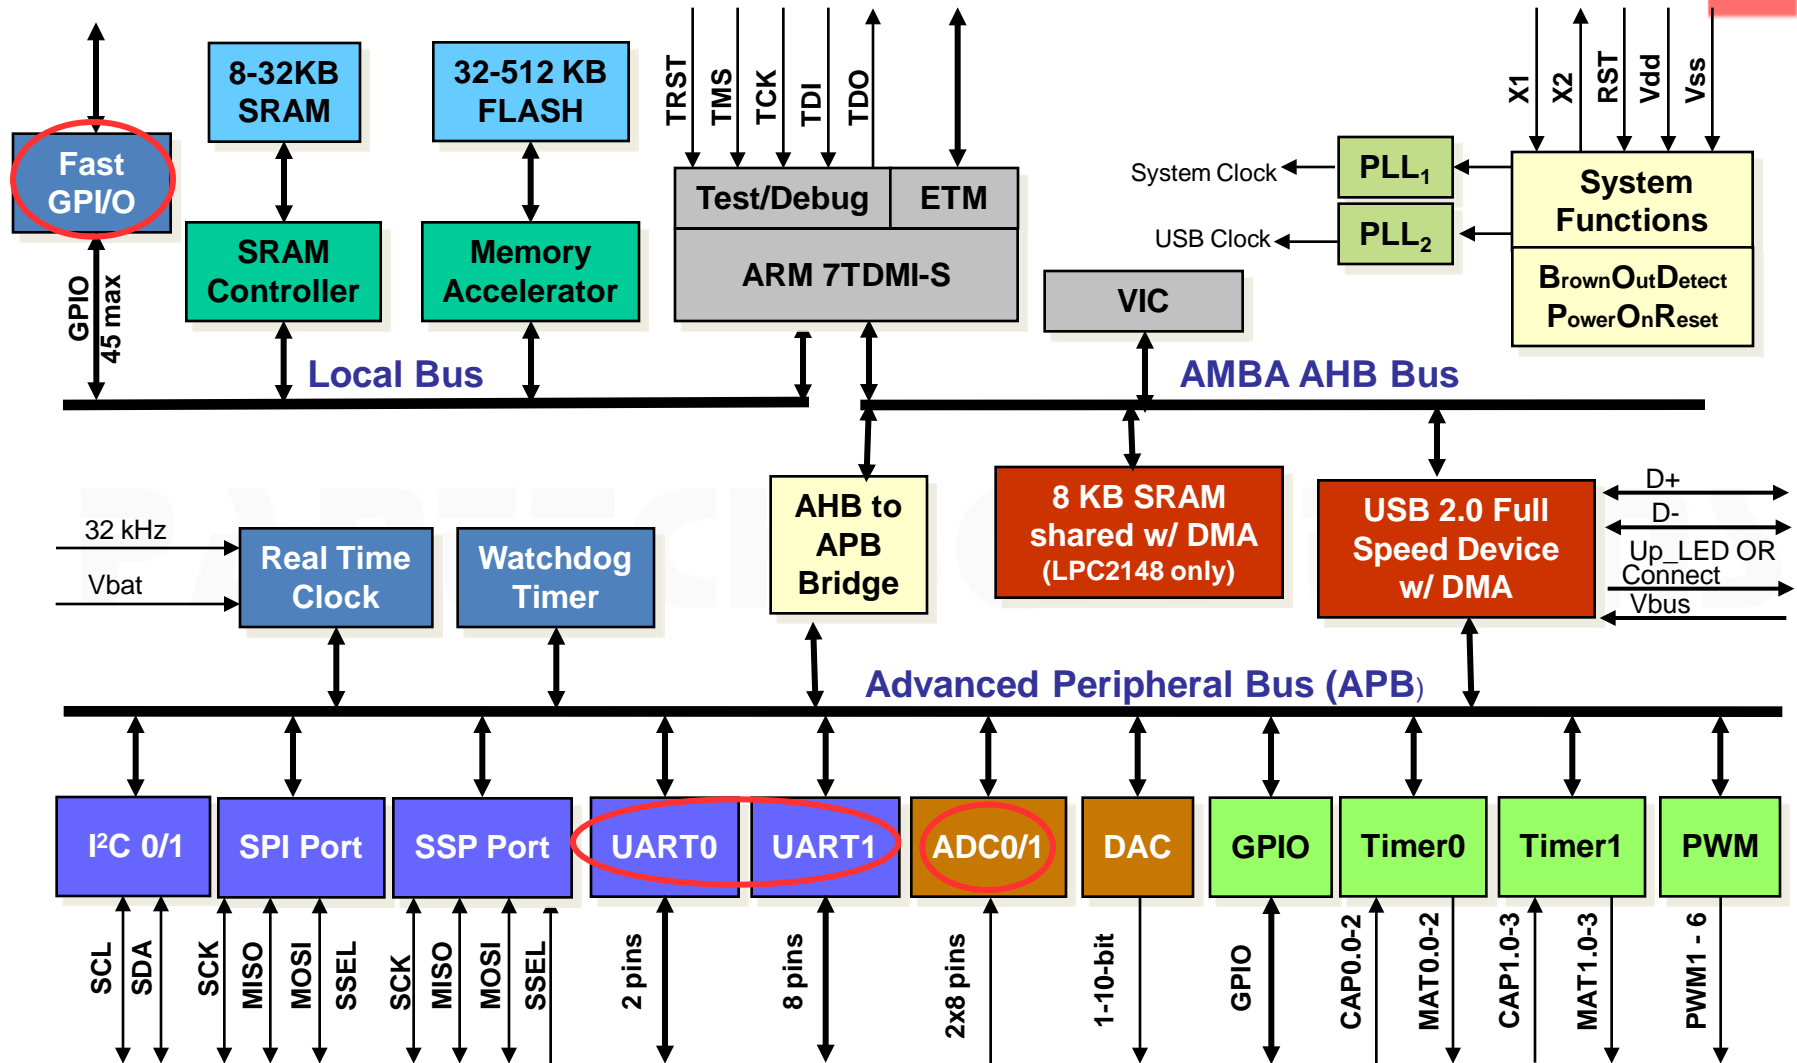 8-32KB
SRAM
32-512 KB
FLASH
TRST
TMS
TCK
TDI
TDO
X1
X2
RST
Vdd
Vss
Fast
GPI/O
Test/Debug
ETM
System Clock
PLL1
System
Functions
USB Clock
PLL2
SRAM
Controller
Memory
Accelerator
ARM 7TDMI-S
VIC
BrownOutDetect
PowerOnReset
GPIO
45 max
Local Bus
AMBA AHB Bus
32 kHz
Vbat
Real Time
Clock
Watchdog
Timer
AHB to
APB
Bridge
8 KB SRAM
shared w/ DMA
(LPC2148 only)
USB 2.0 Full
Speed Device
w/ DMA
D+
D-
Up_LED OR
Connect
Vbus
Advanced Peripheral Bus (APB)
I²C 0/1
SPI Port
SSP Port
UART0
UART1
ADC0/1
DAC
GPIO
Timer0
Timer1
PWM
SCL
SDA
SCK
MISO
MOSI
SSEL
SCK
MISO
MOSI
SSEL
2 pins
8 pins
2x8 pins
1-10-bit
GPIO
CAP0.0-2
MAT0.0-2
CAP1.0-3
MAT1.0-3
PWM1 - 6